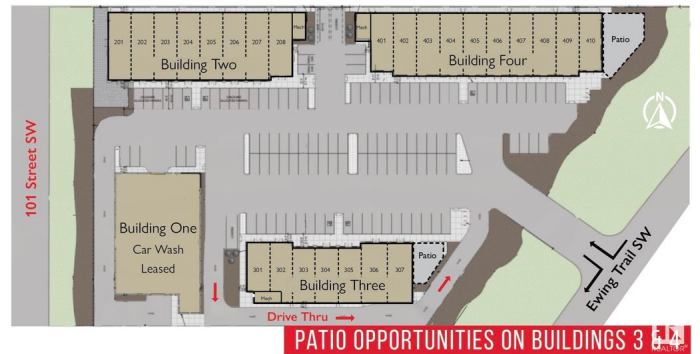 201 202 203 204 205 206 207 208
Mech
Building Two
Mech
401 402 403 404 405 406 407 408 409 410
Building Four
Patio
N
101 Street SW
Building One
Car Wash
Leased
301 302 303 304 305 306 307
Mech
Building Three
Patio
Drive Thru
Ewing Trail SW
PATIO OPPORTUNITIES ON BUILDINGS 3 & 4
REALTOR®